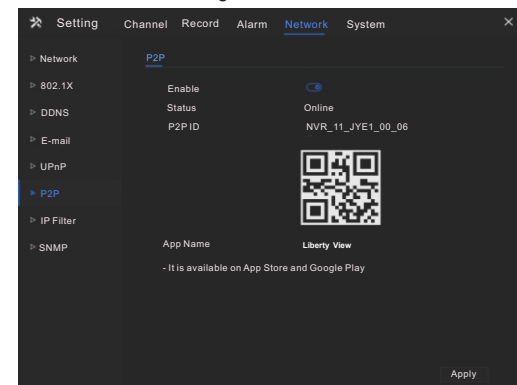 Setting Channel Record Alarm Network System
Network
802.1X
DDNS
E-mail
UPnP
P2P
IP Filter
SNMP
P2P
Enable
Status Online
P2P ID NVR_11_JYE1_00_06
App Name Liberty View
- It is available on App Store and Google Play
Apply